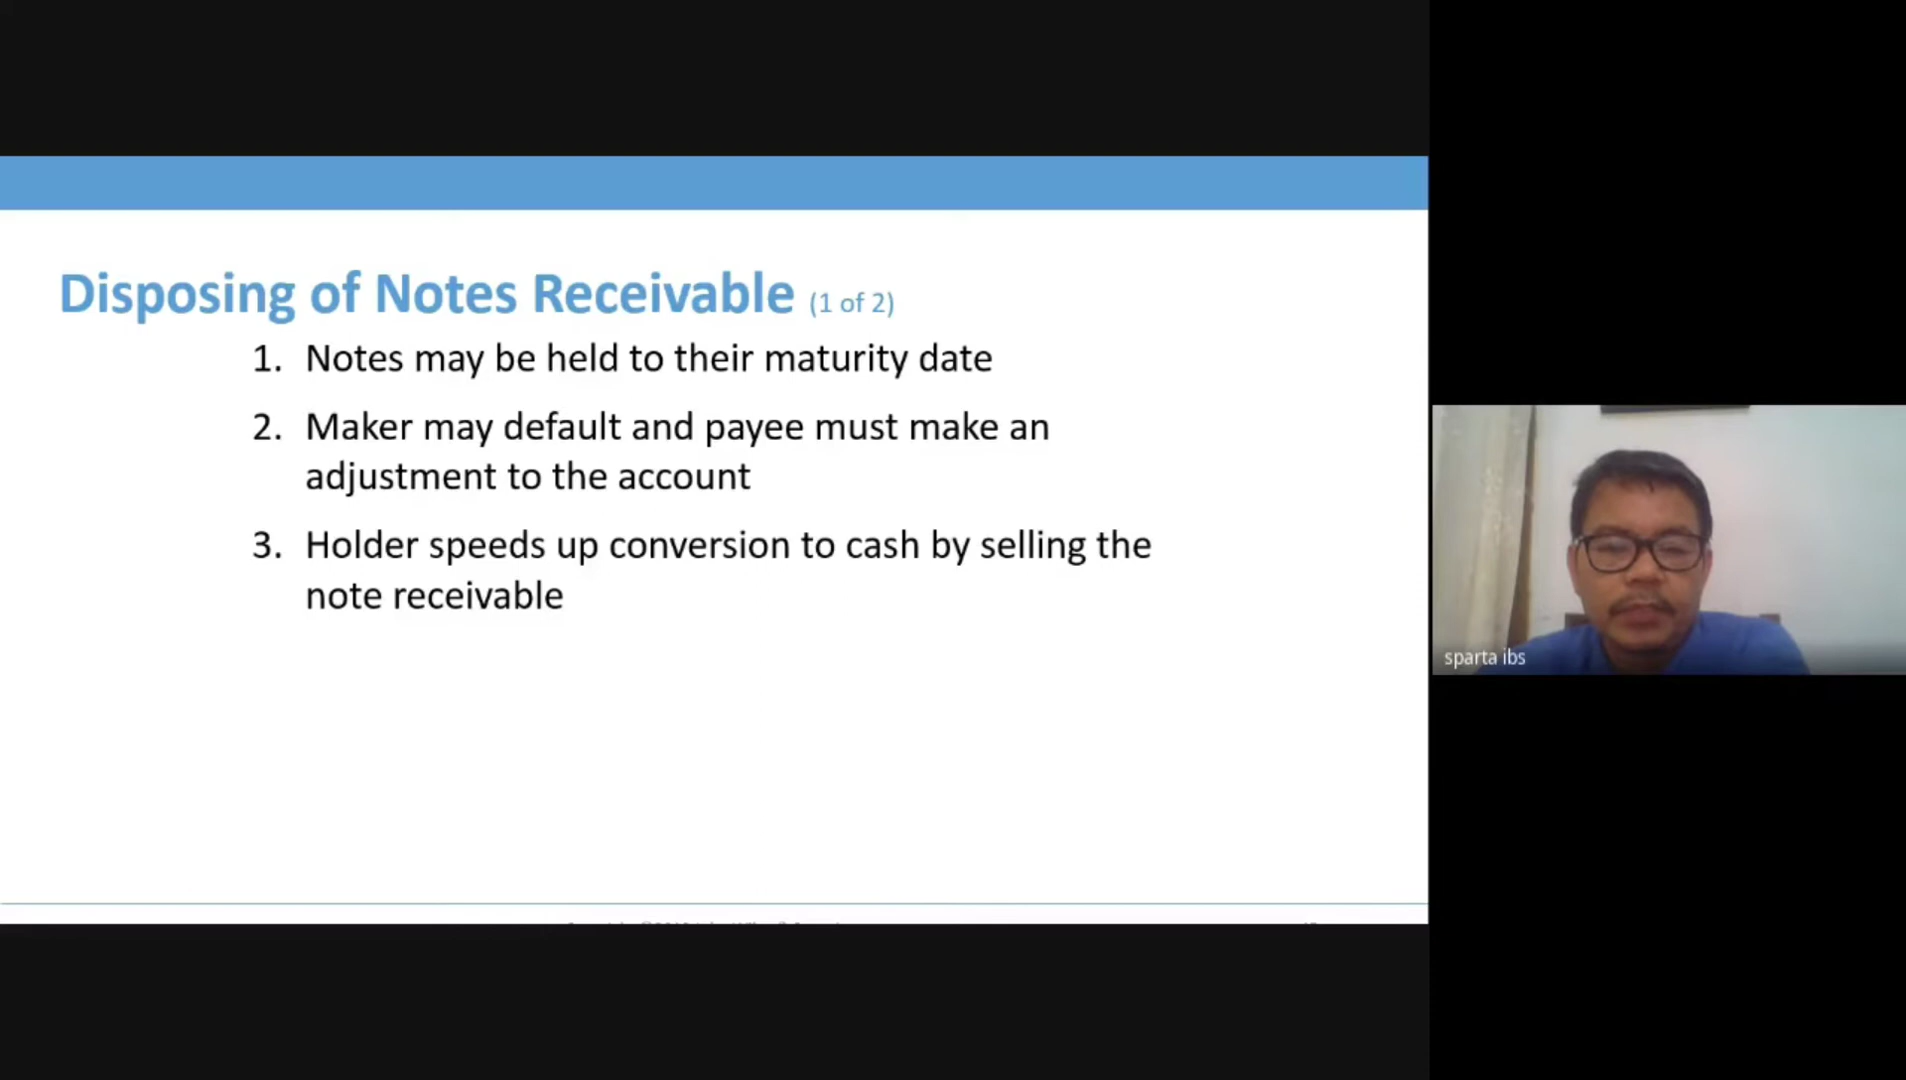 Disposing of Notes Receivable (1 of 2)
1. Notes may be held to their maturity date
2. Maker may default and payee must make an
adjustment to the account
3. Holder speeds up conversion to cash by selling the
note receivable
sparta ibs